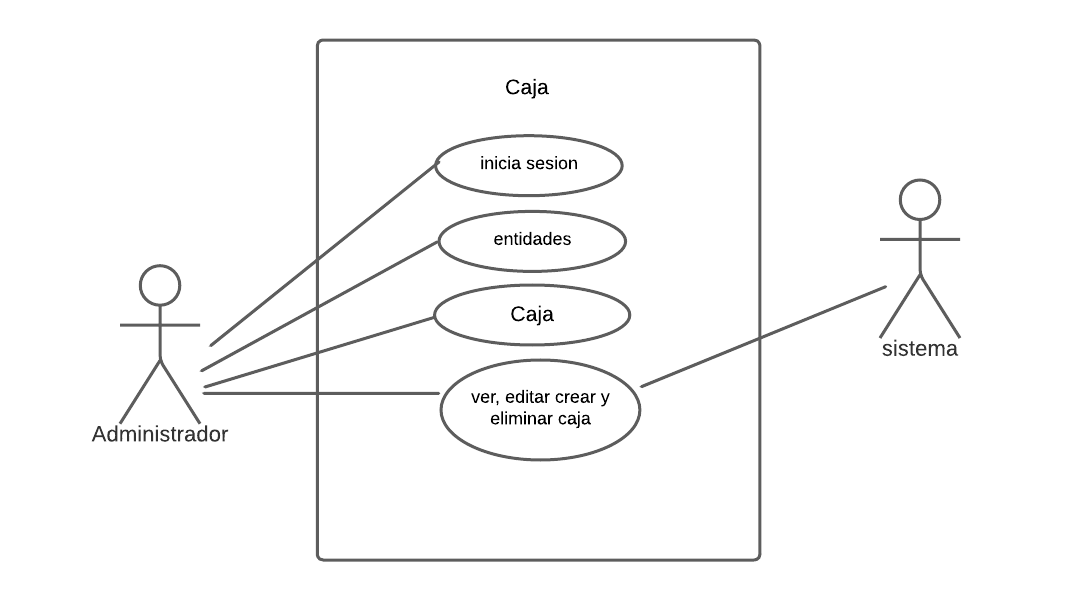 Caja
inicia sesion
entidades
Caja
ver, editar crear y
eliminar caja
Administrador
sistema